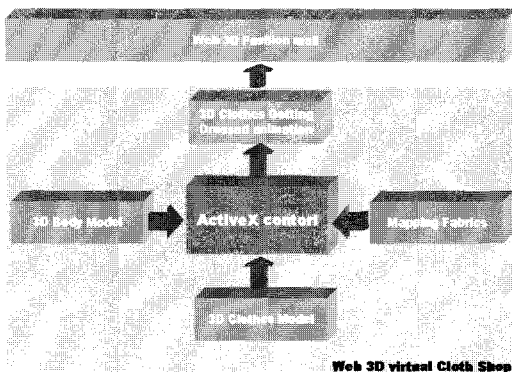 Web 3D Fashion mall
3D Clothes
Dressed
3D Body Model
ActiveX contorl
Mapping Fabrics
3D Clothes Model
Web 3D virtual Cloth Shop